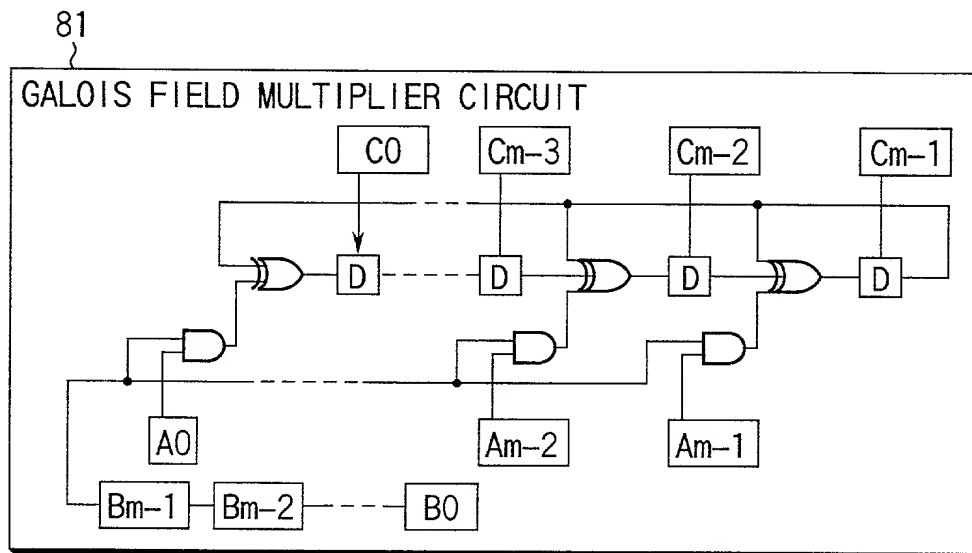 81
GALOIS FIELD MULTIPLIER CIRCUIT
C0 Cm-3 Cm-2 Cm-1
D D D D
A0 Am-2 Am-1
Bm-1 Bm-2 B0